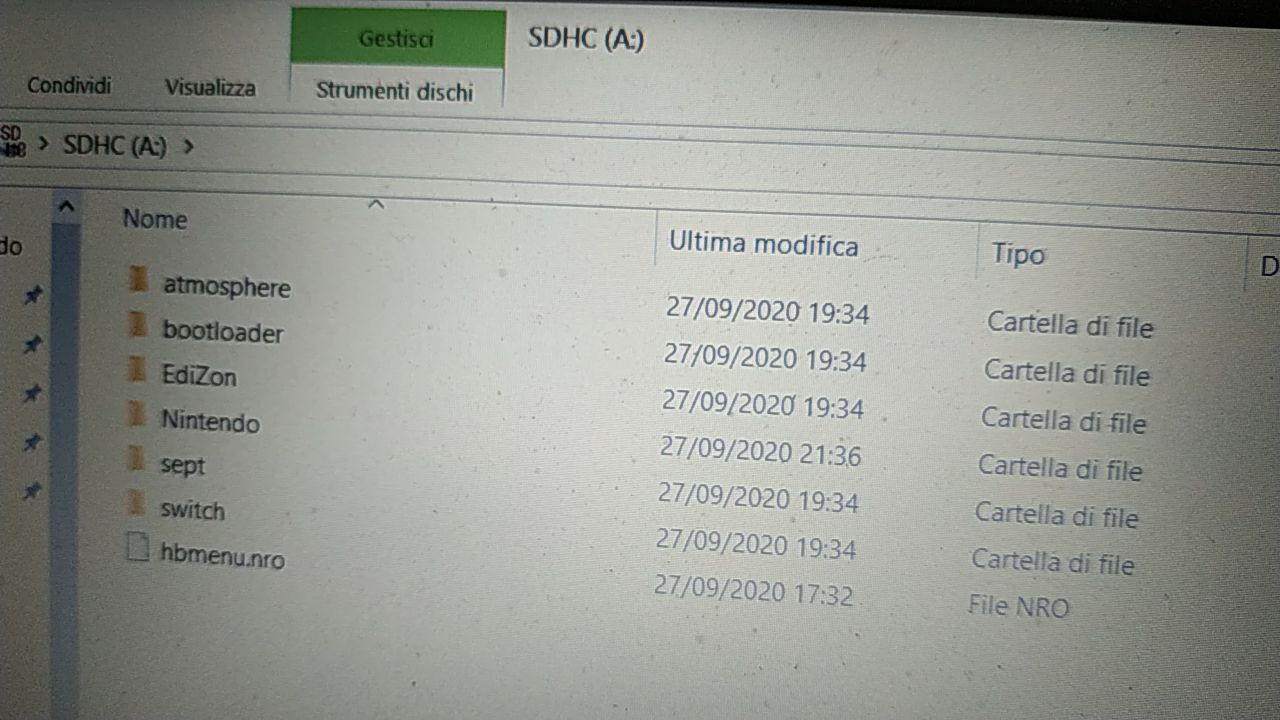 Gestisci SDHC (A:)
Condividi Visualizza Strumenti dischi
SD HC > SDHC (A:) >
Nome Ultima modifica Tipo D
do
atmosphere 27/09/2020 19:34 Cartella di file
bootloader 27/09/2020 19:34 Cartella di file
EdiZon 27/09/2020 19:34 Cartella di file
Nintendo 27/09/2020 21:36 Cartella di file
sept 27/09/2020 19:34 Cartella di file
switch 27/09/2020 19:34 Cartella di file
hbmenu.nro 27/09/2020 17:32 File NRO